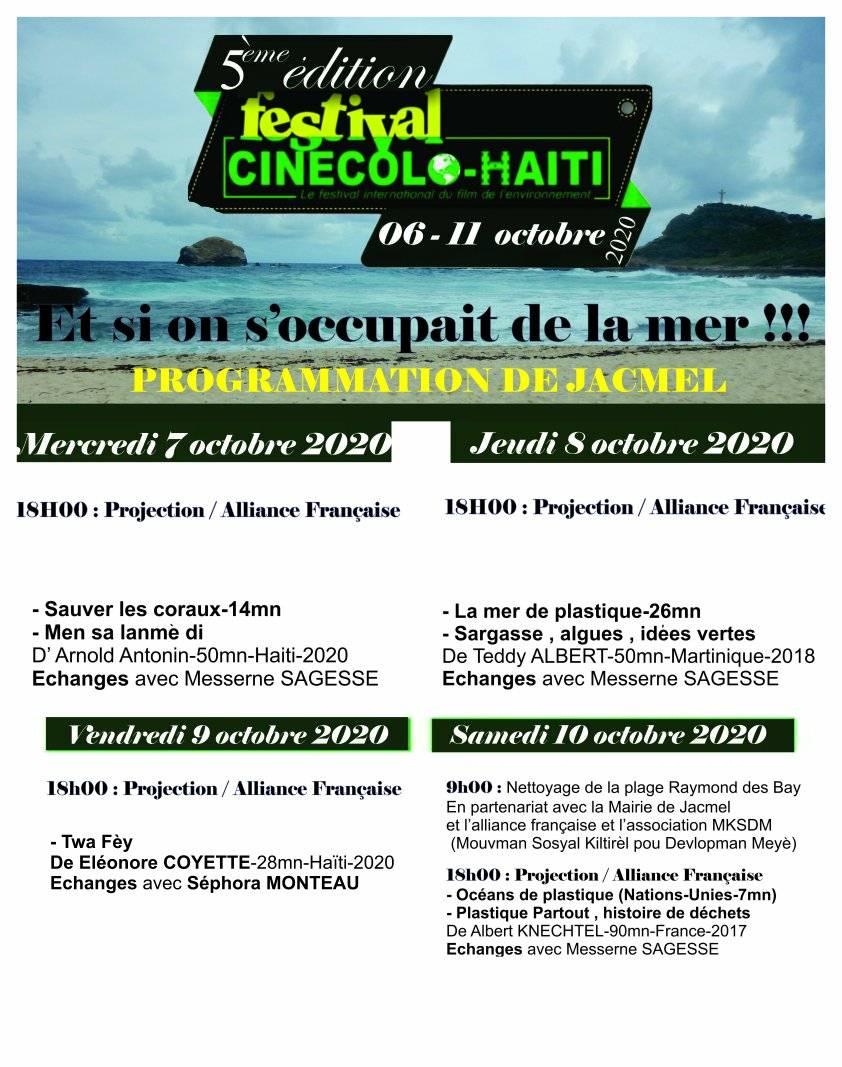 5ème édition
festival
CINECOLO-HAITI
Le festival international du film de l'environnement
06 - 11 octobre 2020
Et si on s'occupait de la mer !!!
PROGRAMMATION DE JACMEL
Mercredi 7 octobre 2020
18H00 : Projection / Alliance Française
- Sauver les coraux-14mn
- Men sa lanmè di
D' Arnold Antonin-50mn-Haiti-2020
Echanges avec Messerne SAGESSE
Jeudi 8 octobre 2020
18H00 : Projection / Alliance Française
- La mer de plastique-26mn
- Sargasse , algues , idées vertes
De Teddy ALBERT-50mn-Martinique-2018
Echanges avec Messerne SAGESSE
Vendredi 9 octobre 2020
18h00 : Projection / Alliance Française
- Twa Fèy
De Eléonore COYETTE-28mn-Haïti-2020
Echanges avec Séphora MONTEAU
Samedi 10 octobre 2020
9h00 : Nettoyage de la plage Raymond des Bay
En partenariat avec la Mairie de Jacmel
et l'alliance française et l'association MKSDM
(Mouvman Sosyal Kiltirèl pou Devlopman Meyè)
18h00 : Projection / Alliance Française
- Océans de plastique (Nations-Unies-7mn)
- Plastique Partout , histoire de déchets
De Albert KNECHTEL-90mn-France-2017
Echanges avec Messerne SAGESSE